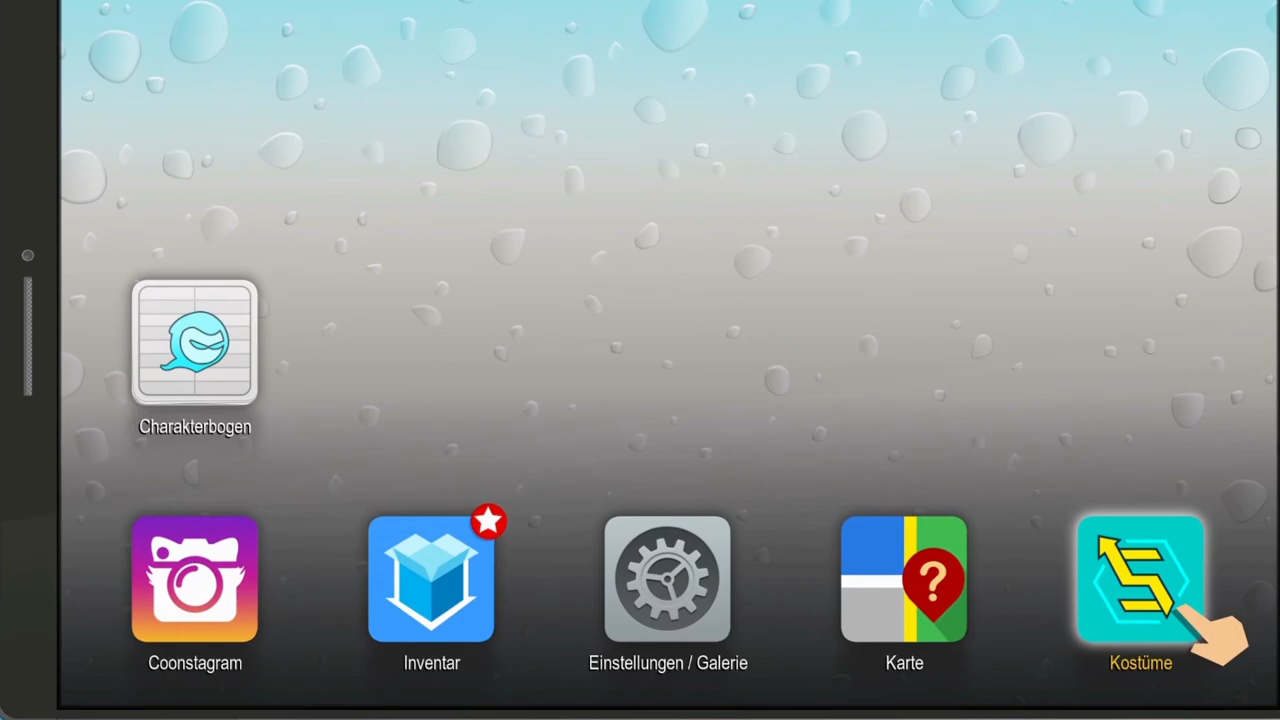 Charakterbogen
Coonstagram
Inventar
Einstellungen / Galerie
Karte
?
Kostüme